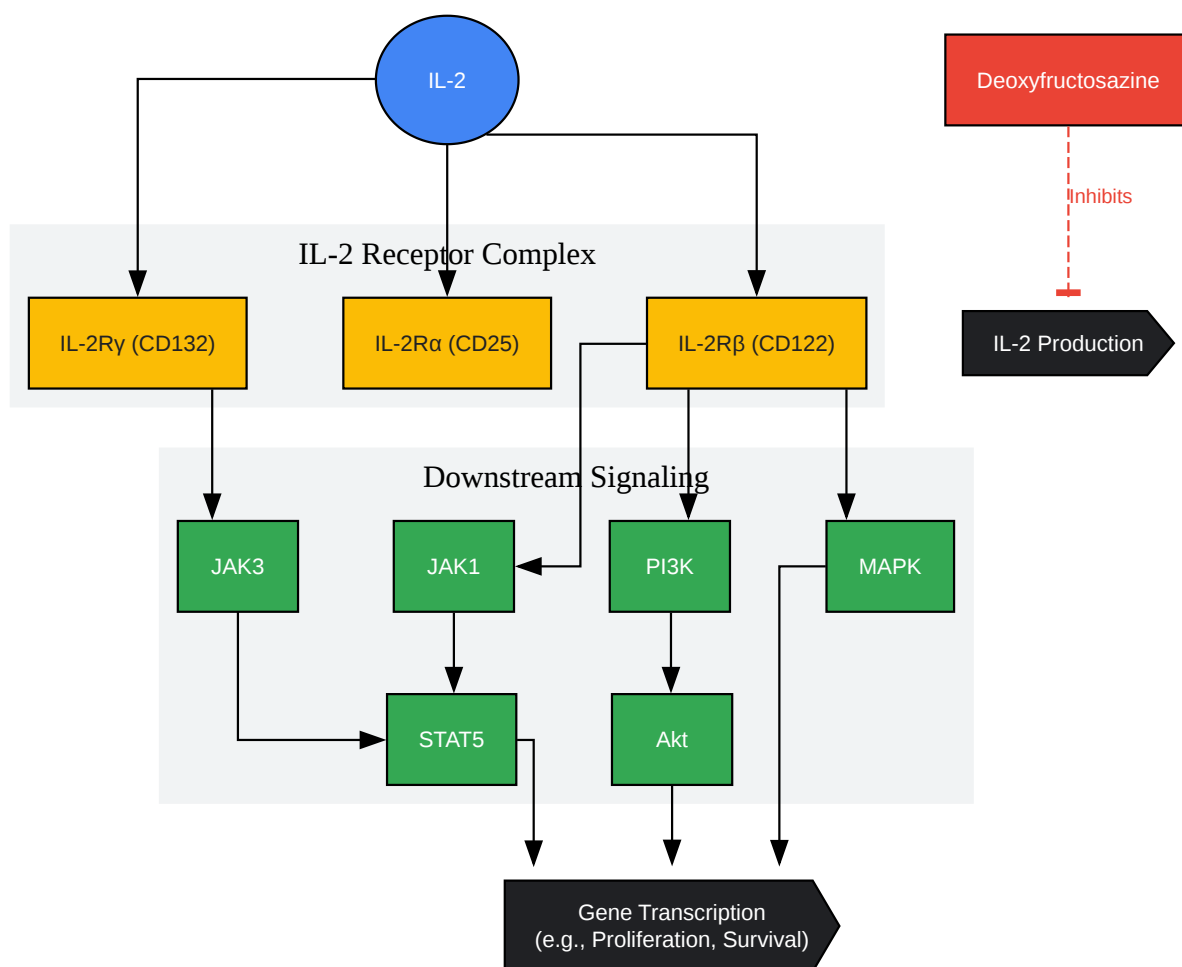 IL-2
Deoxyfructosazine
Inhibits
IL-2 Receptor Complex
IL-2Rγ (CD132)
IL-2Rα (CD25)
IL-2Rβ (CD122)
IL-2 Production
Downstream Signaling
JAK3
JAK1
PI3K
MAPK
STAT5
Akt
Gene Transcription
(e.g., Proliferation, Survival)